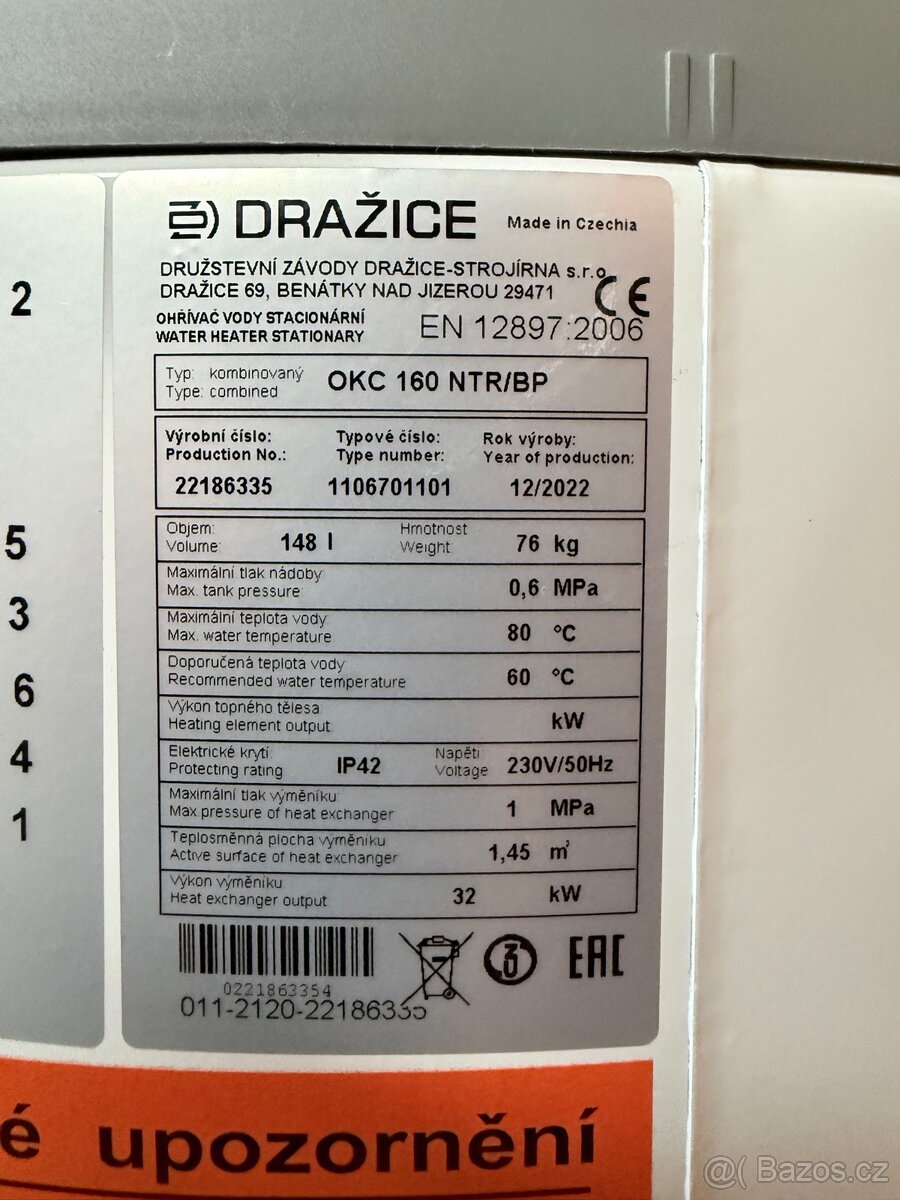 2
5
3
6
4
1
DRAŽICE Made in Czechia
DRUŽSTEVNÍ ZÁVODY DRAŽICE-STROJÍRNA s.r.o.
DRAŽICE 69, BENÁTKY NAD JIZEROU 29471
CE
OHŘÍVAČ VODY STACIONÁRNÍ
WATER HEATER STATIONARY
EN 12897:2006
Typ: kombinovaný
Type: combined
OKC 160 NTR/BP
Výrobní číslo: Typové číslo: Rok výroby:
Production No.: Type number: Year of production:
22186335 1106701101 12/2022
Objem: Hmotnost
Volume: 148 l Weight: 76 kg
Maximální tlak nádoby
Max. tank pressure 0,6 MPa
Maximální teplota vody
Max. water temperature 80 °C
Doporučená teplota vody
Recommended water temperature 60 °C
Výkon topného tělesa
Heating element output kW
Elektrické krytí Napětí
Protecting rating IP42 Voltage 230V/50Hz
Maximální tlak výměníku
Max pressure of heat exchanger 1 MPa
Teplosměnná plocha výměníku
Active surface of heat exchanger 1,45 m²
Výkon výměníku
Heat exchanger output 32 kW
EAC
0221863354
011-2120-22186335
é upozornění
@( Bazos.cz